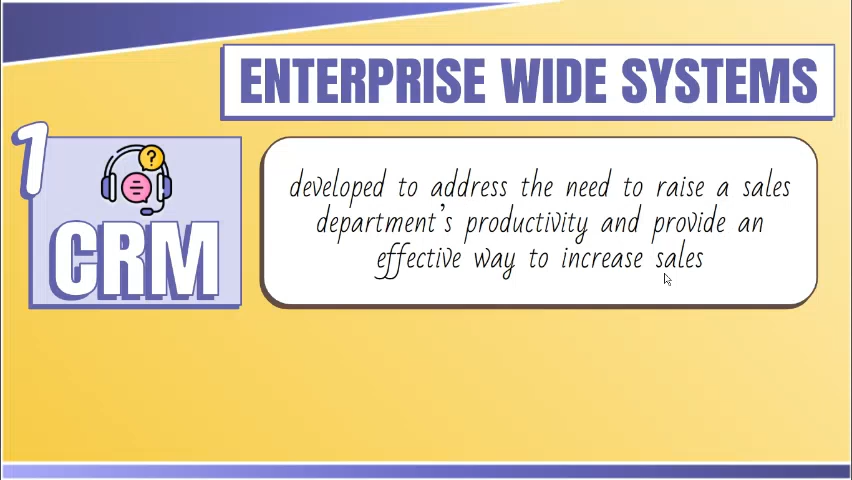 ENTERPRISE WIDE SYSTEMS
1
?
CRM
developed to address the need to raise a sales
department's productivity and provide an
effective way to increase sales